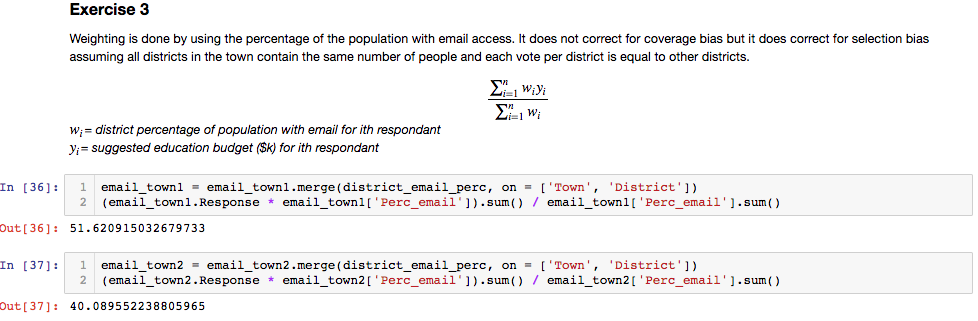 Exercise 3
Weighting is done by using the percentage of the population with email access. It does not correct for coverage bias but it does correct for selection bias
assuming all districts in the town contain the same number of people and each vote per district is equal to other districts.
∑ⁿᵢ₌₁ wᵢyᵢ
∑ⁿᵢ₌₁ wᵢ
wᵢ= district percentage of population with email for ith respondant
yᵢ= suggested education budget ($k) for ith respondant
In [36]:
1 email_town1 = email_town1.merge(district_email_perc, on = ['Town', 'District'])
2 (email_town1.Response * email_town1['Perc_email']).sum() / email_town1['Perc_email'].sum()
Out[36]: 51.620915032679733
In [37]:
1 email_town2 = email_town2.merge(district_email_perc, on = ['Town', 'District'])
2 (email_town2.Response * email_town2['Perc_email']).sum() / email_town2['Perc_email'].sum()
Out[37]: 40.089552238805965